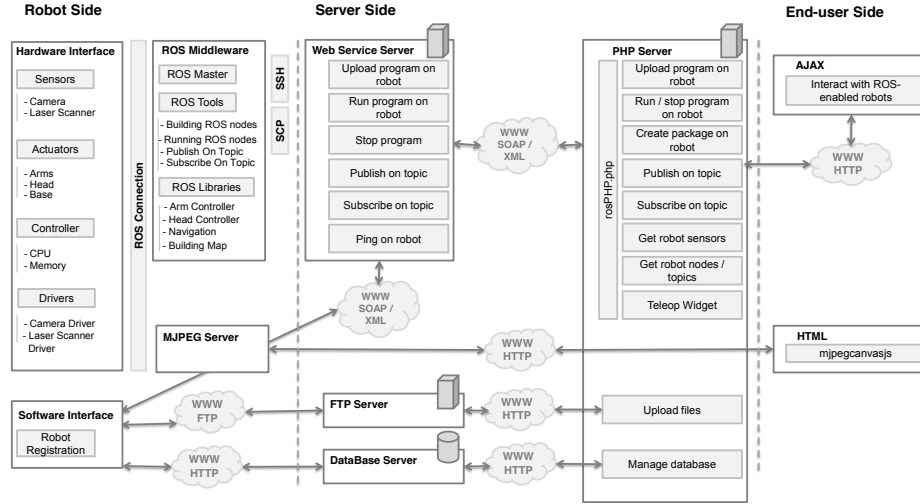 Robot Side
Server Side
End-user Side
Hardware Interface
Sensors
- Camera
- Laser Scanner
Actuators
- Arms
- Head
- Base
Controller
- CPU
- Memory
Drivers
- Camera Driver
- Laser Scanner
Driver
ROS Connection
ROS Middleware
ROS Master
ROS Tools
- Building ROS nodes
- Running ROS nodes
- Publish On Topic
- Subscribe On Topic
ROS Libraries
- Arm Controller
- Head Controller
- Navigation
- Building Map
SSH
SCP
Web Service Server
Upload program on
robot
Run program on
robot
Stop program
Publish on topic
Subscribe on topic
Ping on robot
WWW
SOAP /
XML
PHP Server
rosPHP.php
Upload program on
robot
Run / stop program on
robot
Create package on
robot
Publish on topic
Subscribe on topic
Get robot sensors
Get robot nodes /
topics
Teleop Widget
AJAX
Interact with ROS-
enabled robots
WWW
HTTP
WWW
SOAP /
XML
MJPEG Server
WWW
HTTP
HTML
mjpegcanvasjs
Software Interface
Robot
Registration
WWW
FTP
FTP Server
WWW
HTTP
Upload files
WWW
HTTP
DataBase Server
WWW
HTTP
Manage database